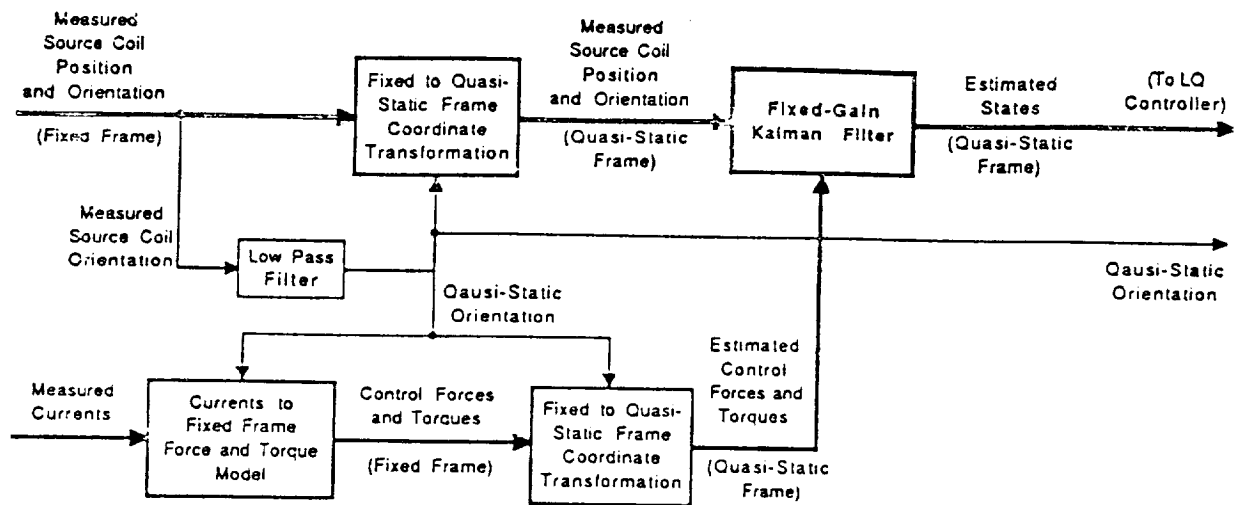 Measured
Source Coil
Position
and Orientation
(Fixed Frame)
Fixed to Quasi-
Static Frame
Coordinate
Transformation
Measured
Source Coil
Position
and Orientation
(Quasi-Static
Frame)
Fixed-Gain
Kalman Filter
Estimated
States
(Quasi-Static
Frame)
(To LQ
Controller)
Measured
Source Coil
Orientation
Low Pass
Filter
Qausi-Static
Orientation
Qausi-Static
Orientation
Measured
Currents
Currents to
Fixed Frame
Force and Torque
Model
Control Forces
and Torques
(Fixed Frame)
Fixed to Quasi-
Static Frame
Coordinate
Transformation
Estimated
Control
Forces and
Torques
(Quasi-Static
Frame)